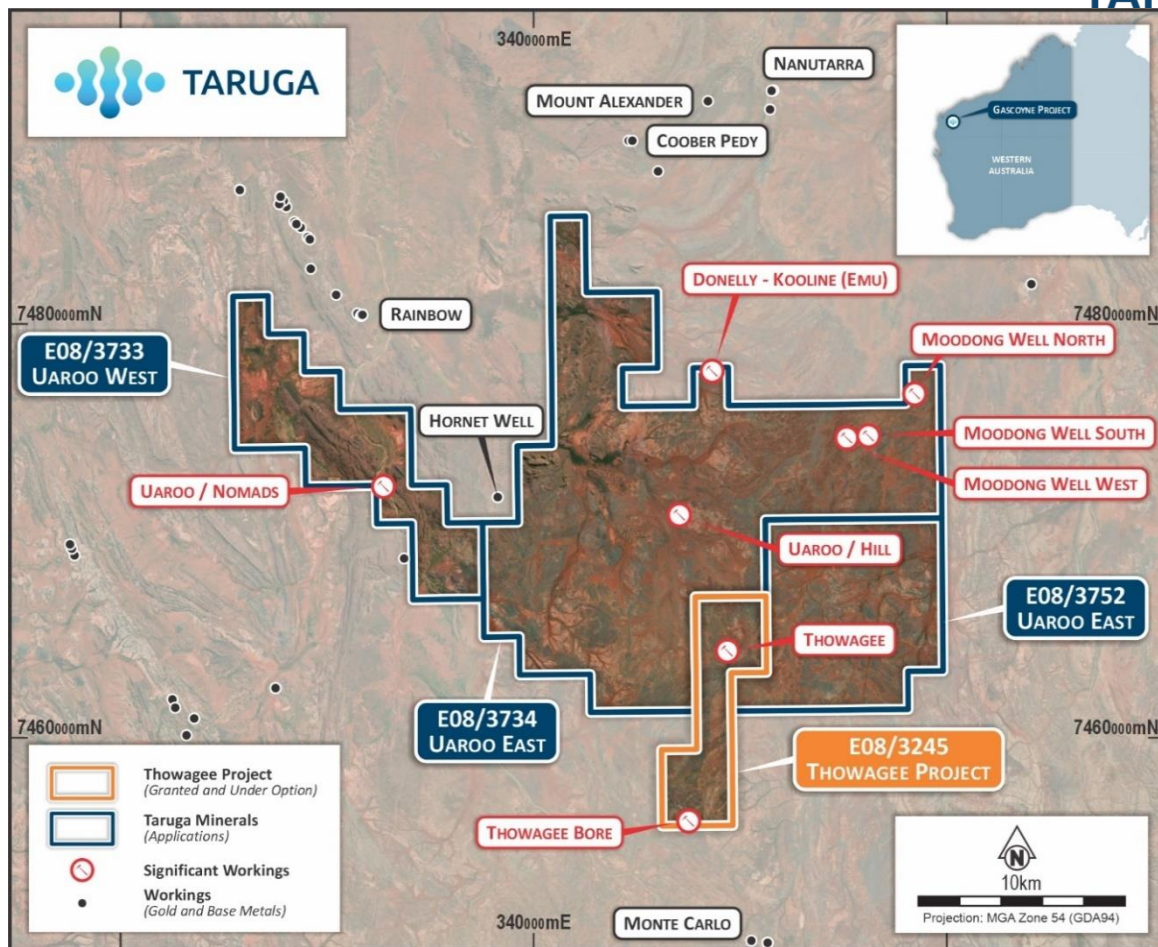 TARUGA
340000mE
NANUTARRA
MOUNT ALEXANDER
COOBER PEDY
GASCOYNE PROJECT
WESTERN
AUSTRALIA
DONELLY - KOOLINE (EMU)
7480000mN
7480000mN
RAINBOW
E08/3733
UAROO WEST
MOODONG WELL NORTH
HORNET WELL
MOODONG WELL SOUTH
MOODONG WELL WEST
UAROO / NOMADS
UAROO / HILL
E08/3752
UAROO EAST
THOWAGEE
E08/3734
UAROO EAST
7460000mN
7460000mN
E08/3245
THOWAGEE PROJECT
THOWAGEE BORE
Thowagee Project
(Granted and Under Option)
Taruga Minerals
(Applications)
Significant Workings
Workings
(Gold and Base Metals)
N
10km
Projection: MGA Zone 54 (GDA94)
340000mE
MONTE CARLO